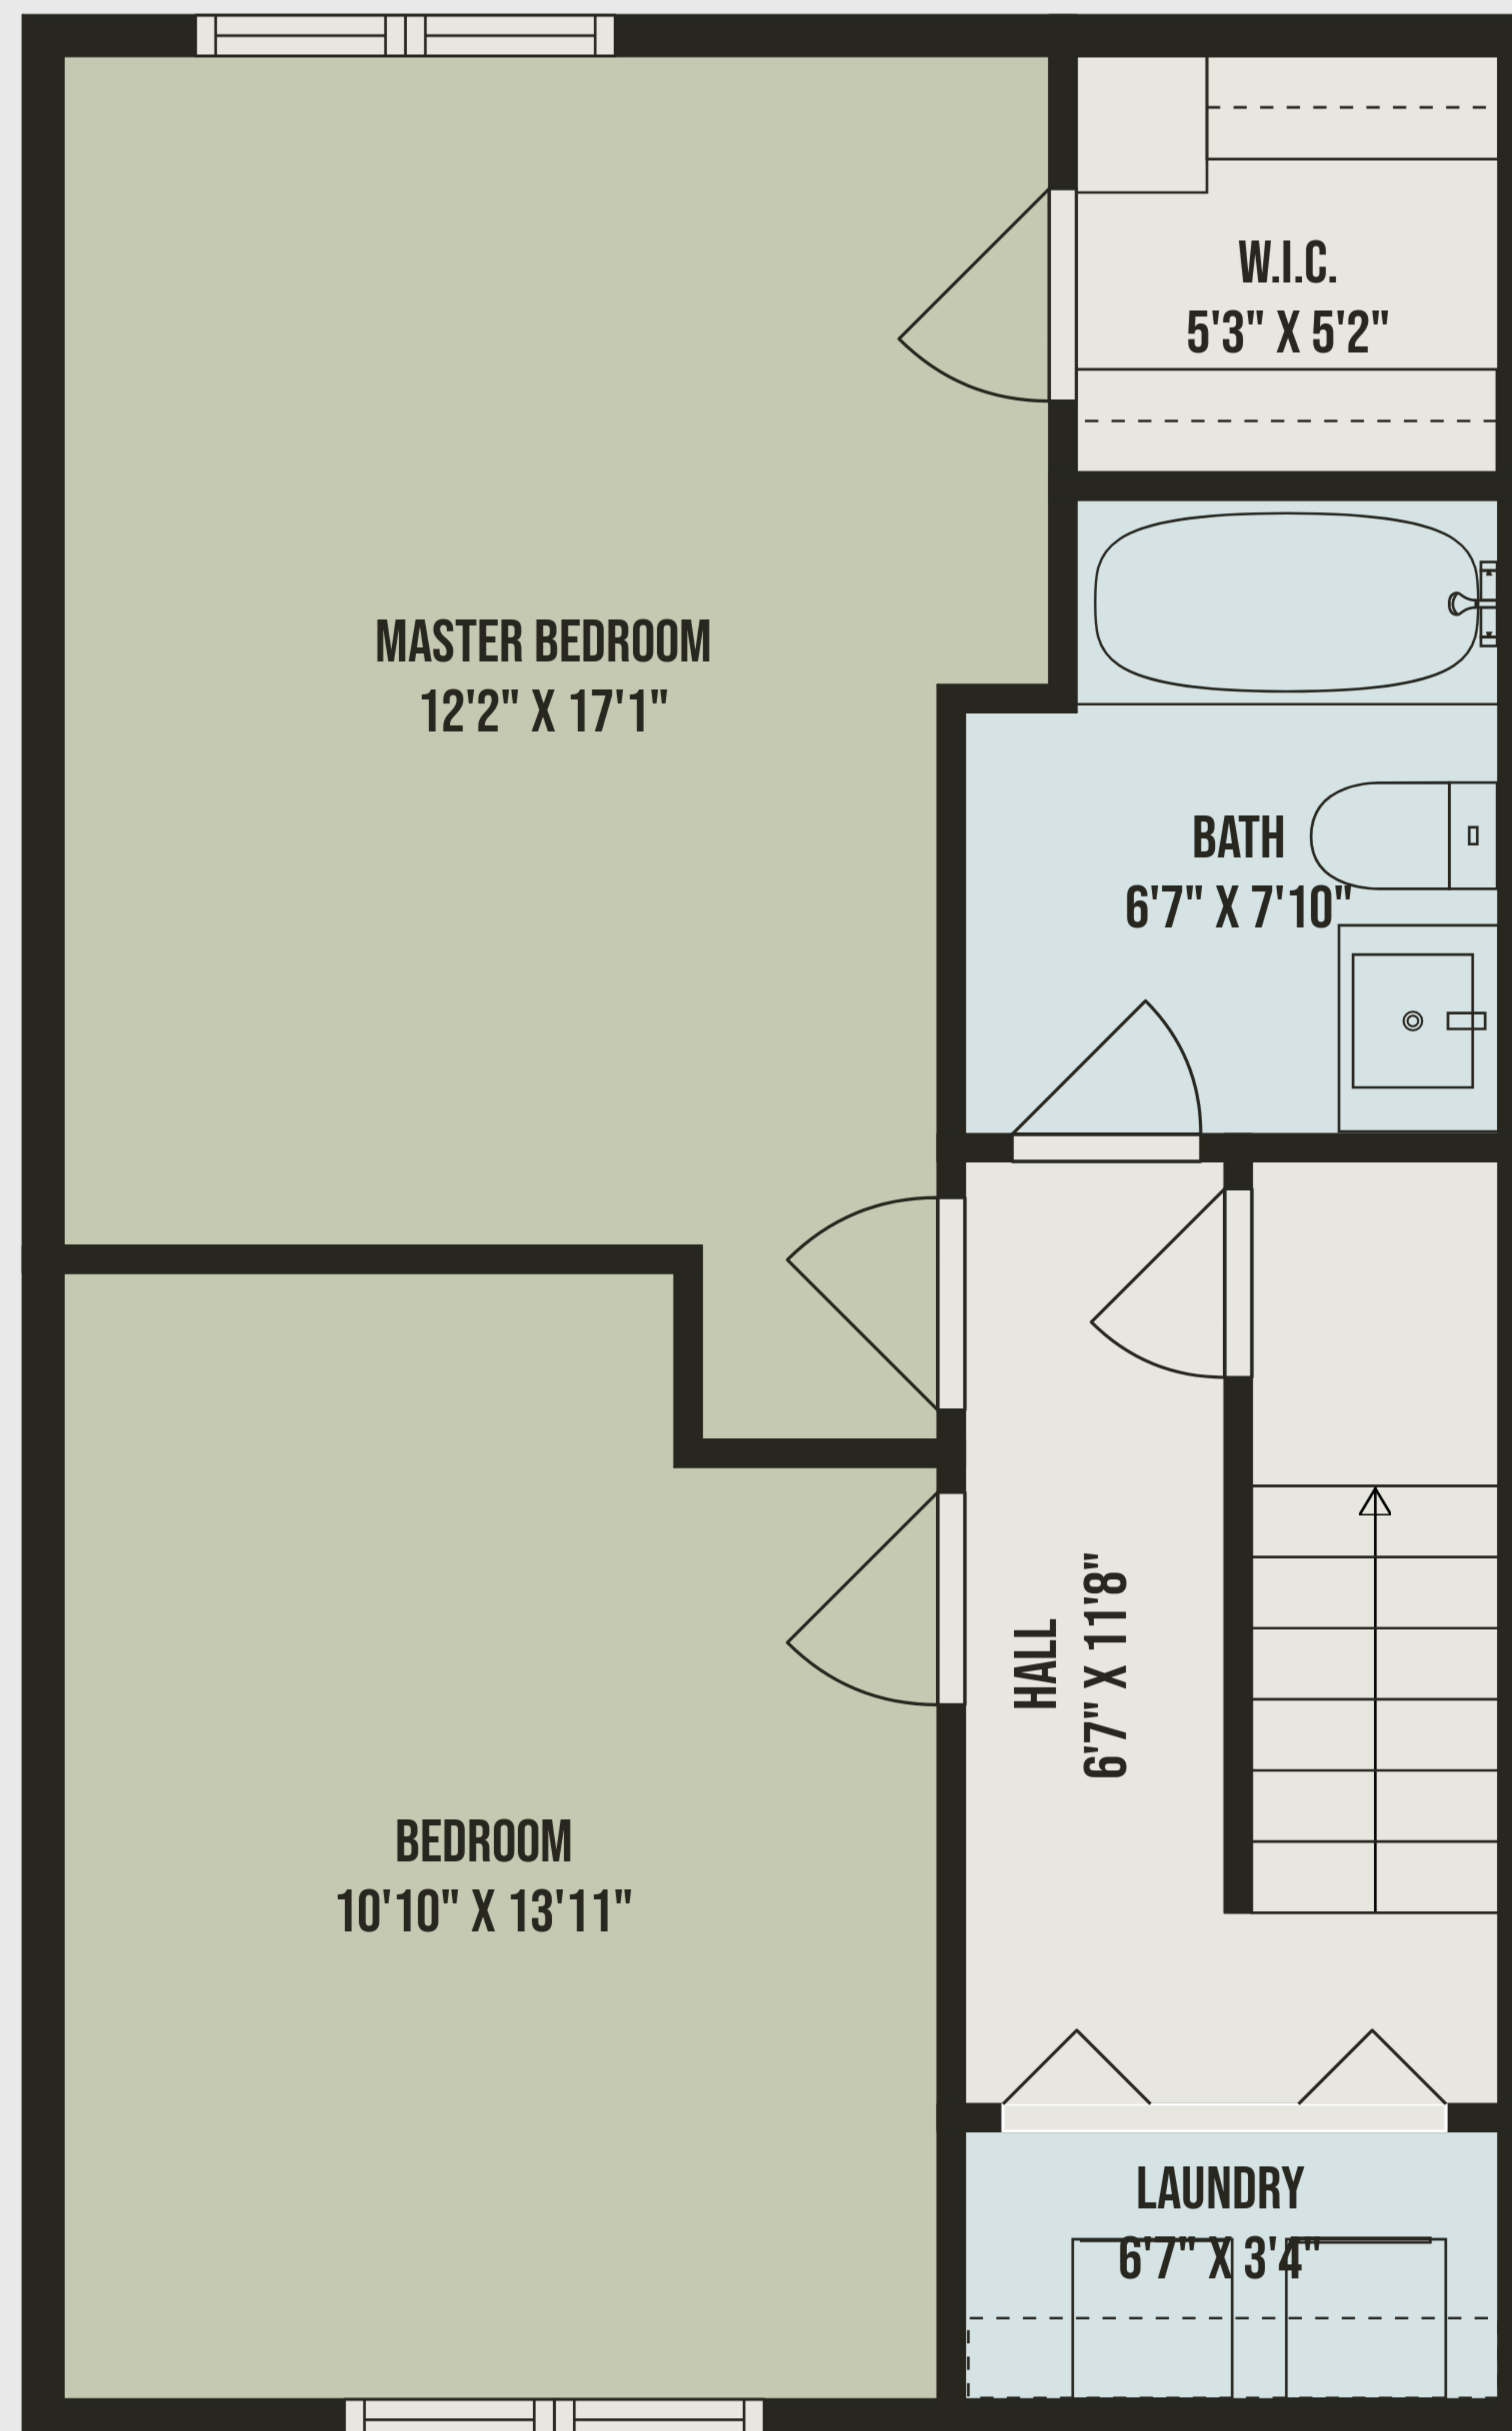 W.I.C.
5'3" X 5'2"
MASTER BEDROOM
12'2" X 17'1"
BATH
6'7" X 7'10"
HALL
6'7" X 11'8"
BEDROOM
10'10" X 13'11"
LAUNDRY
6'7" X 3'4"